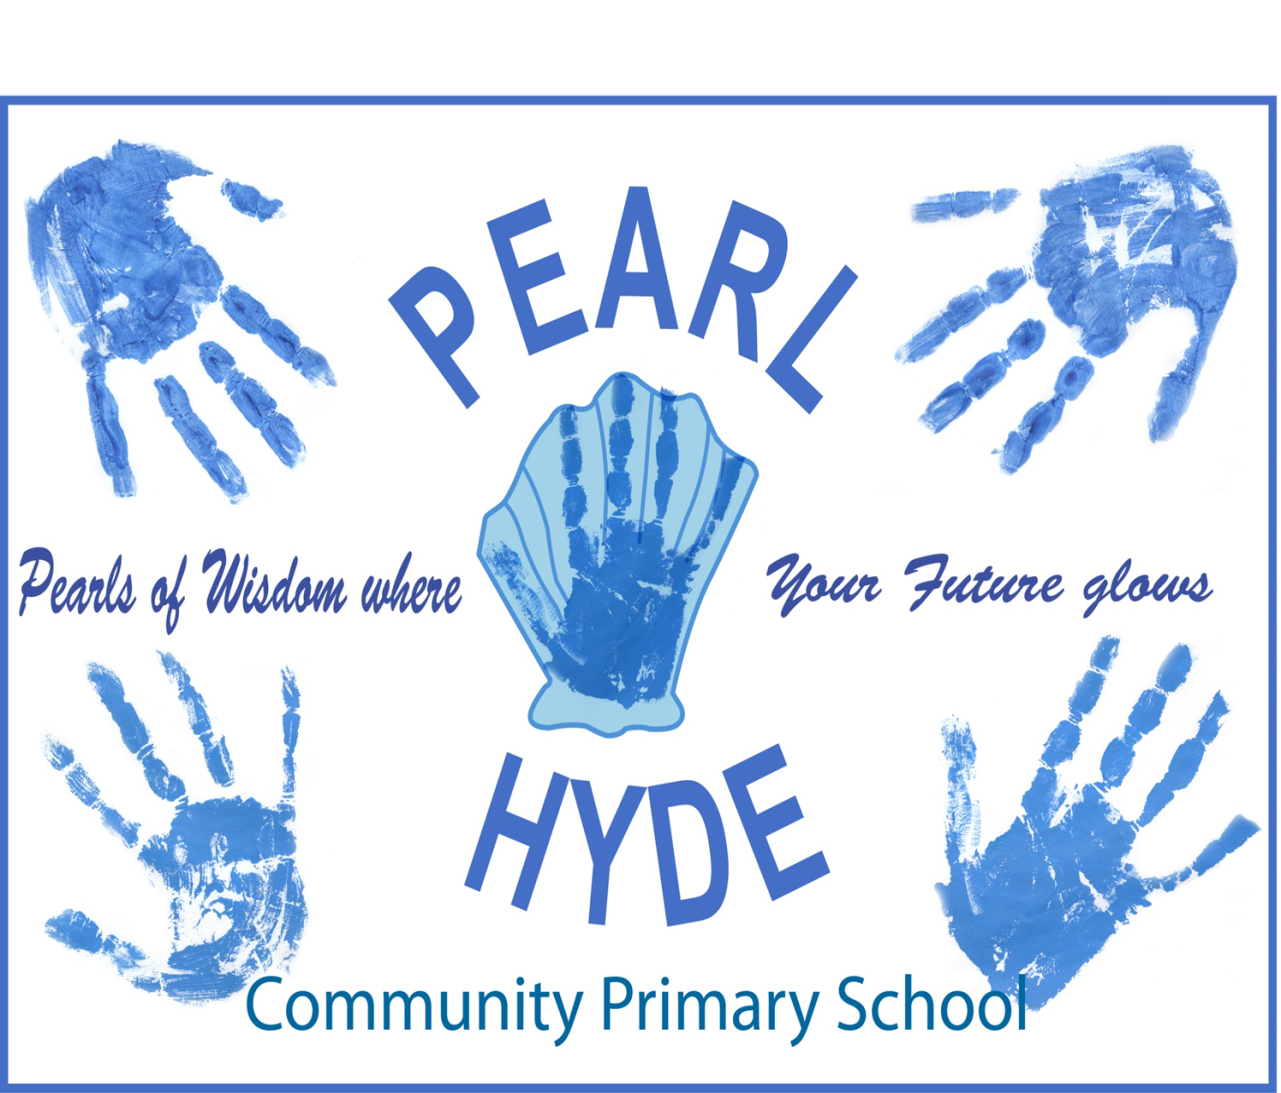 PEARL
Pearls of Wisdom where
Your Future glows
HYDE
Community Primary School